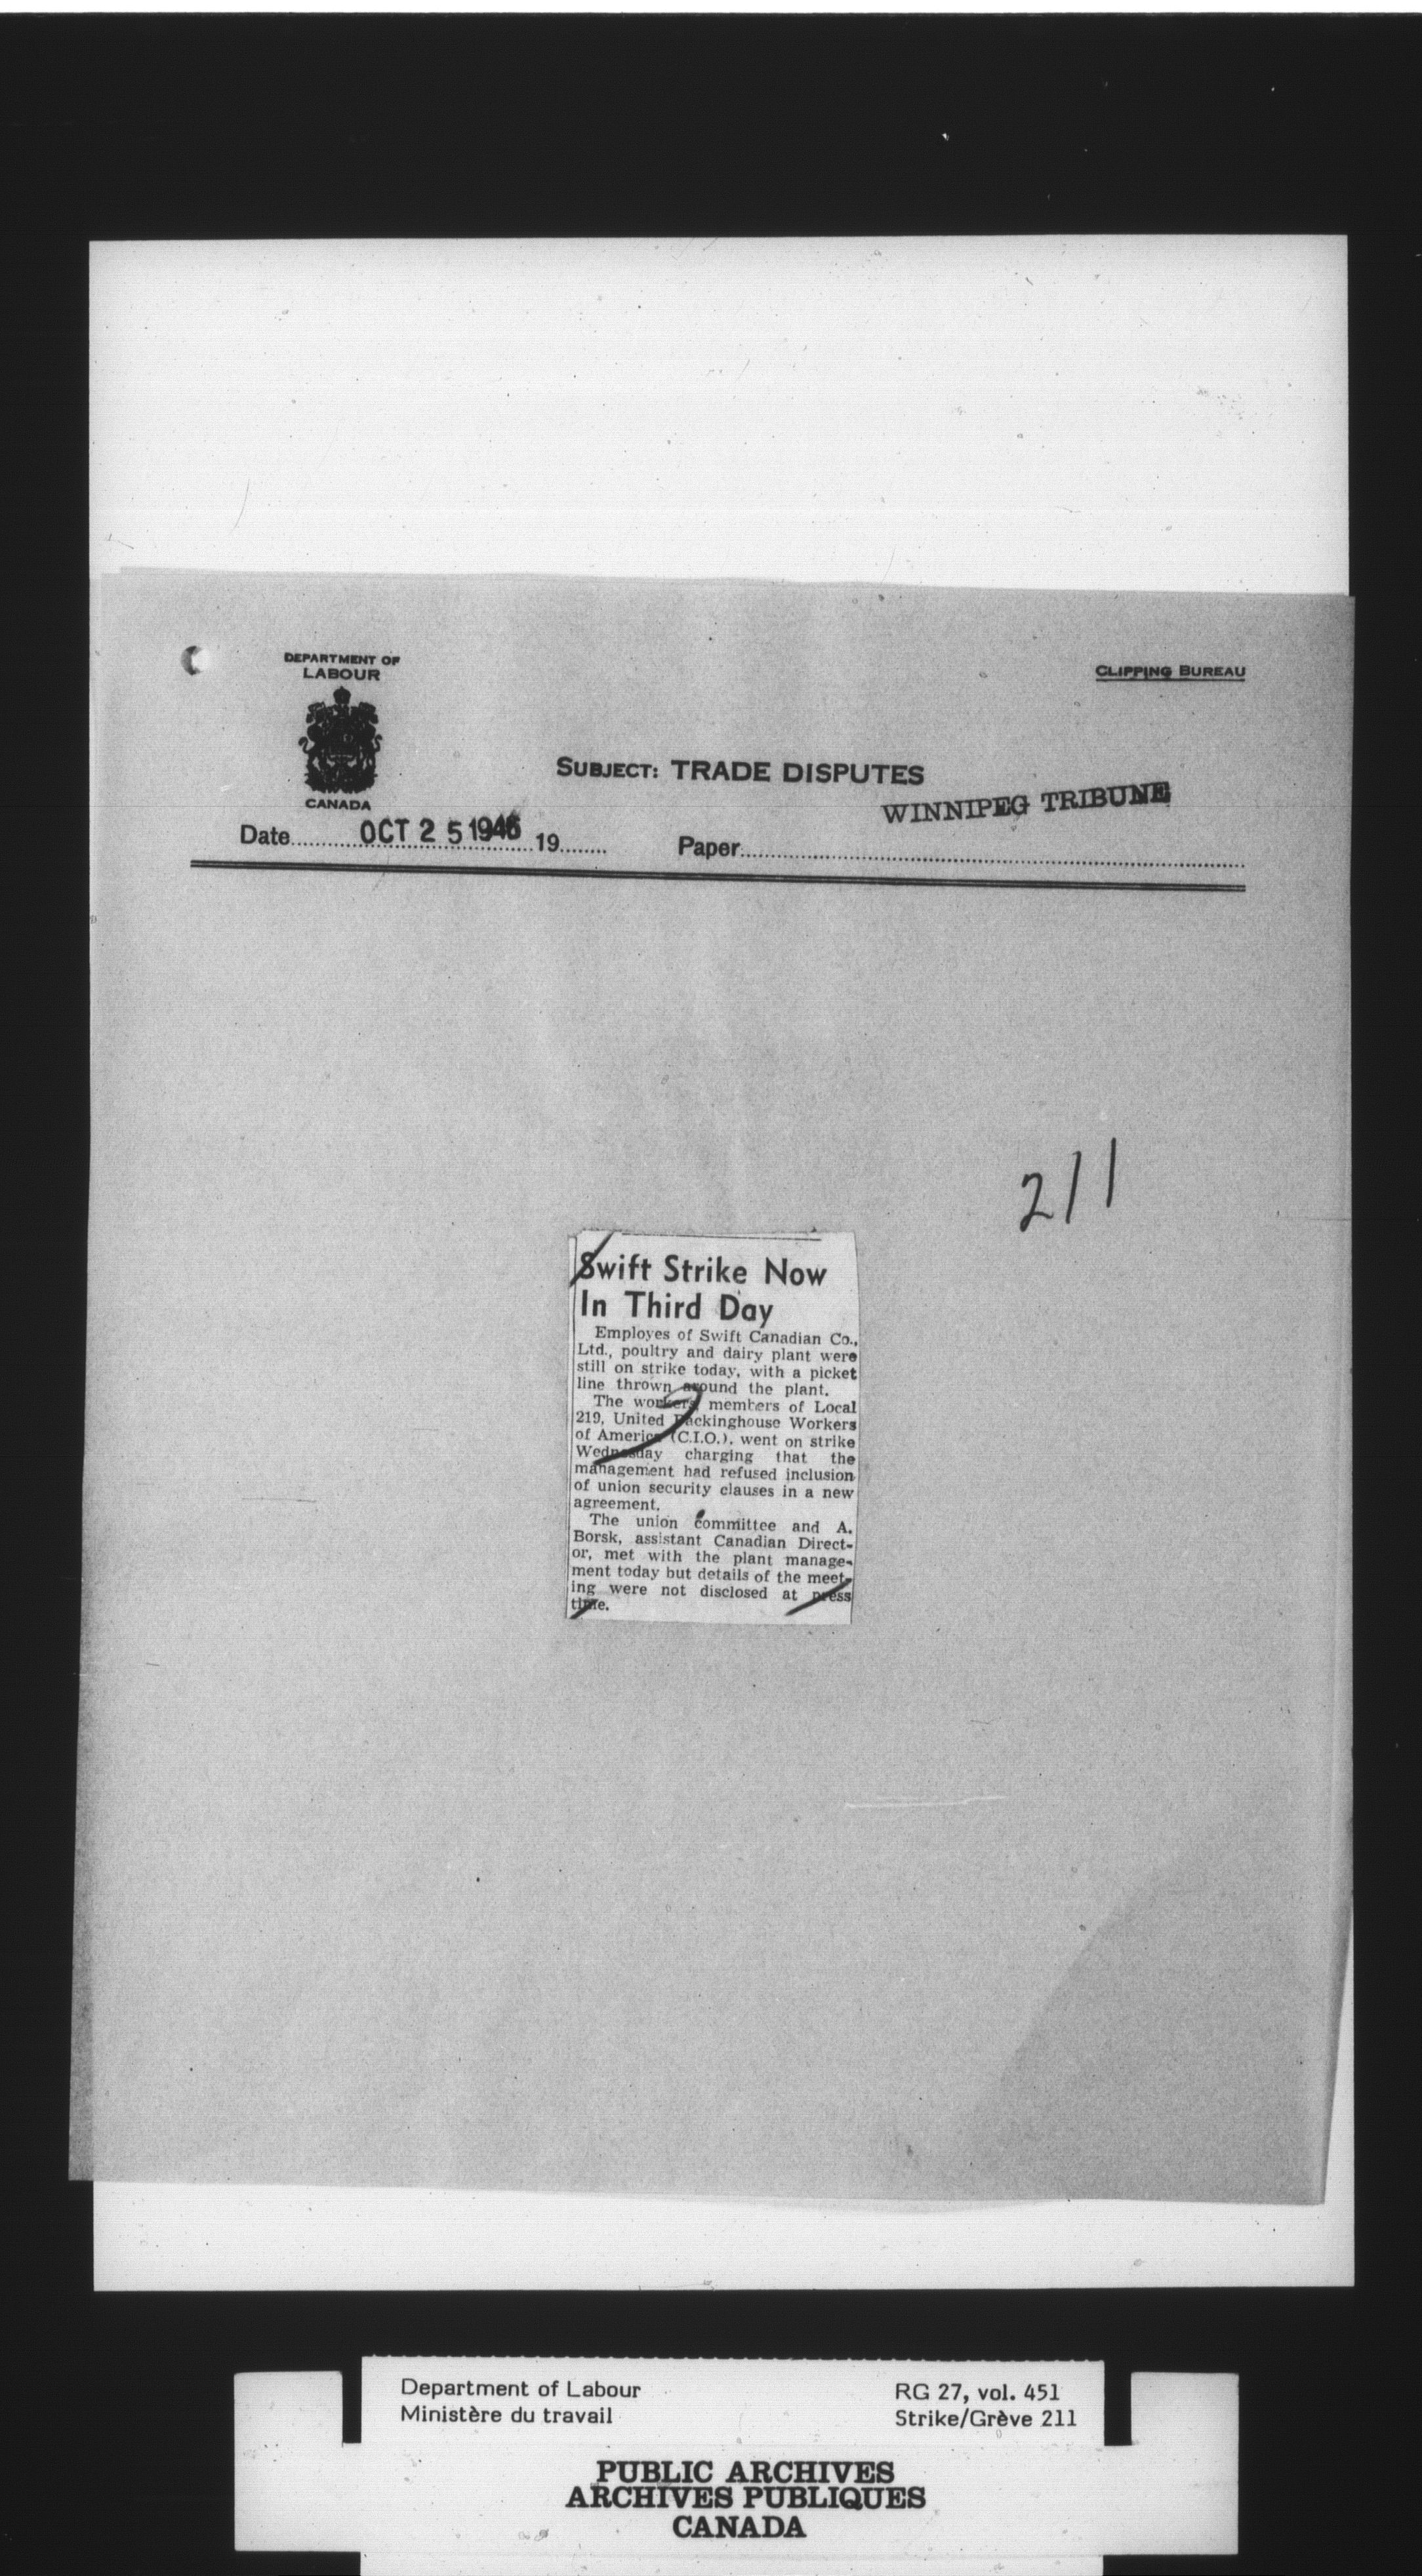 DEPARTMENT OF
LABOUR
CANADA
CLIPPING BUREAU
SUBJECT: TRADE DISPUTES
WINNIPEG TRIBUNE
Date OCT 25 1946 19
Paper
211
Swift Strike Now
In Third Day
Employes of Swift Canadian Co.,
Ltd., poultry and dairy plant were
still on strike today, with a picket
line thrown around the plant.
The workers, members of Local
219, United Packinghouse Workers
of America (C.I.O.), went on strike
Wednesday charging that the
management had refused inclusion
of union security clauses in a new
agreement.
The union committee and A.
Borsk, assistant Canadian Direct-
or, met with the plant manage-
ment today but details of the meet-
ing were not disclosed at press
time.
Department of Labour
Ministère du travail
RG 27, vol. 451
Strike/Grève 211
PUBLIC ARCHIVES
ARCHIVES PUBLIQUES
CANADA